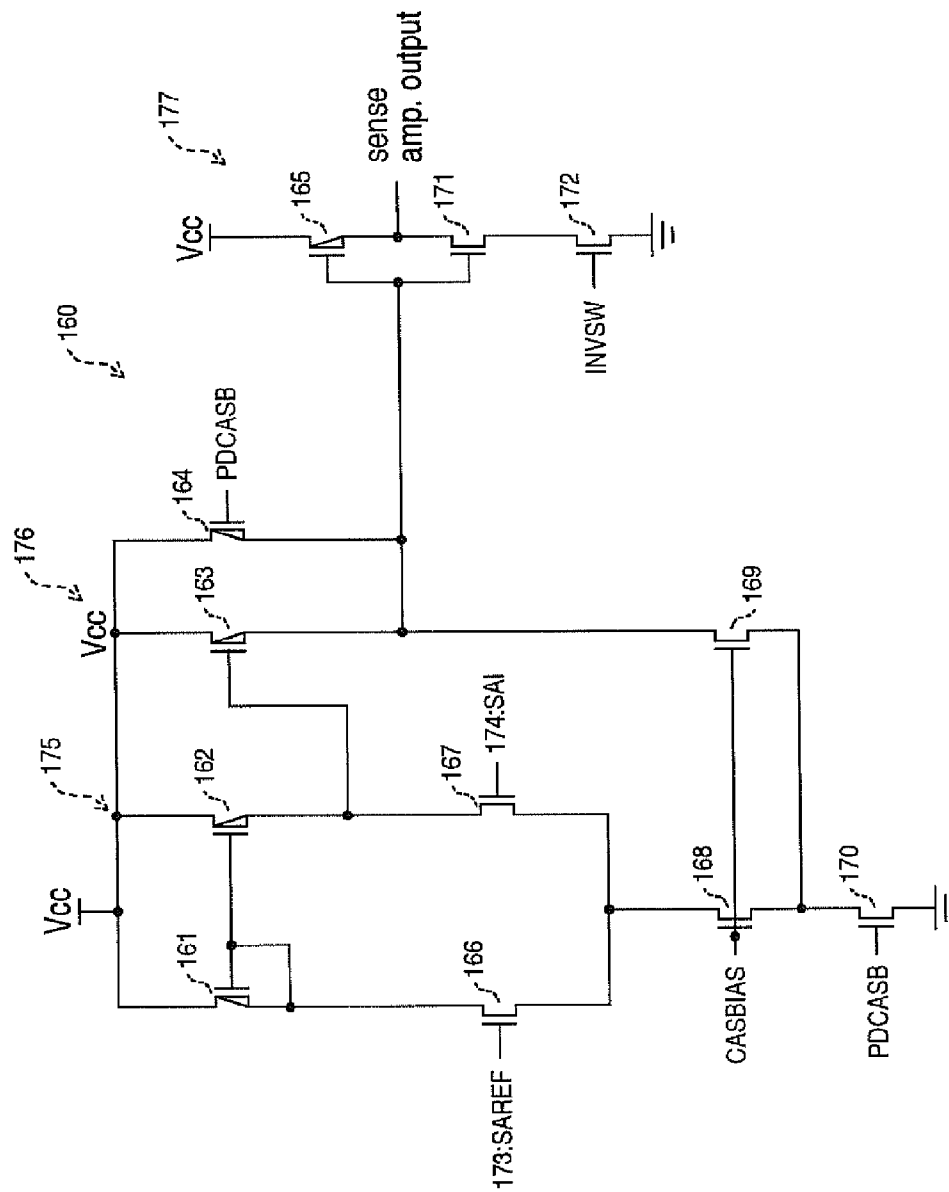 160
177
176
175
Vcc
Vcc
Vcc
161
162
163
164
PDCASB
165
sense
amp. output
171
172
INVSW
166
173:SAREF
167
174:SAI
168
169
CASBIAS
170
PDCASB